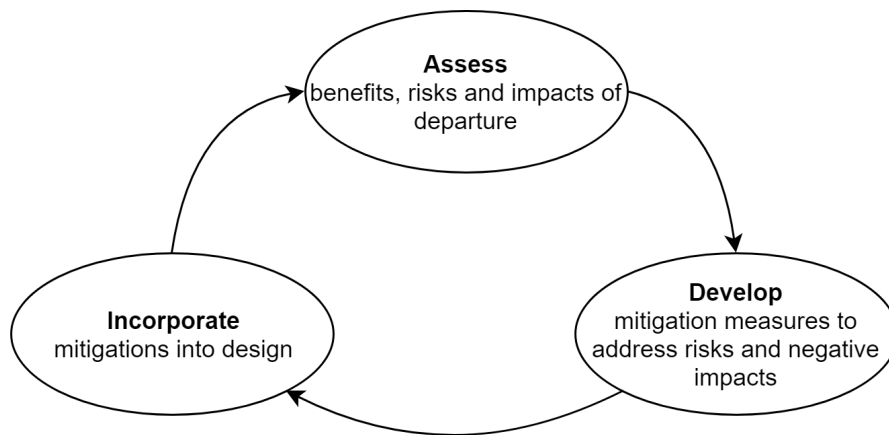 Assess
benefits, risks and impacts of
departure
Develop
mitigation measures to
address risks and negative
impacts
Incorporate
mitigations into design